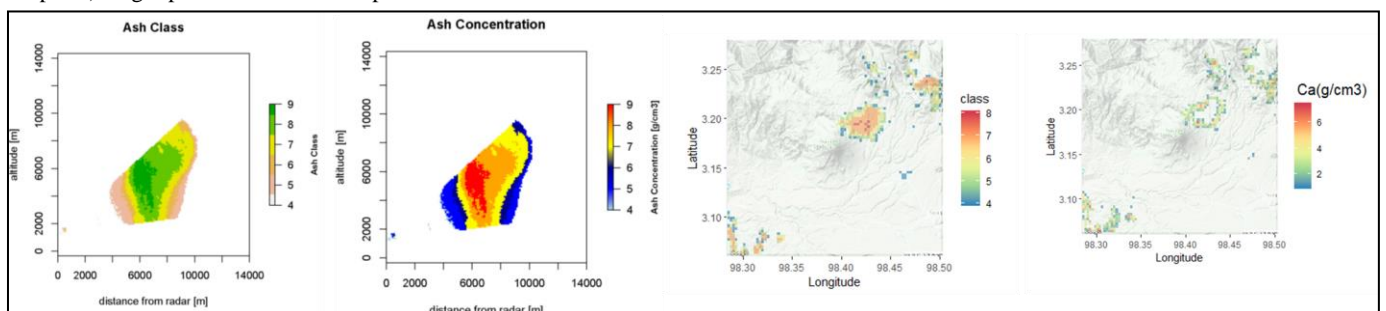 Ash Class
14000
10000
6000
4000
2000
0
altitude [m]
0 2000 6000 10000 14000
distance from radar [m]
9
8
7
6
5
4
Ash Class
Ash Concentration
14000
10000
6000
4000
2000
0
altitude [m]
0 2000 6000 10000 14000
distance from radar [m]
9
8
7
6
5
4
Ash Concentration [g/cm3]
3.25
3.20
3.15
3.10
Latitude
98.30 98.35 98.40 98.45 98.50
Longitude
class
8
7
6
5
4
3.25
3.20
3.15
3.10
Latitude
98.30 98.35 98.40 98.45 98.50
Longitude
Ca(g/cm3)
6
4
2